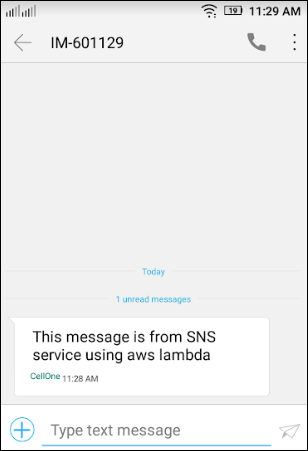 19 11:29 AM
IM-601129
Today
1 unread messages
This message is from SNS
service using aws lambda
CellOne 11:28 AM
Type text message